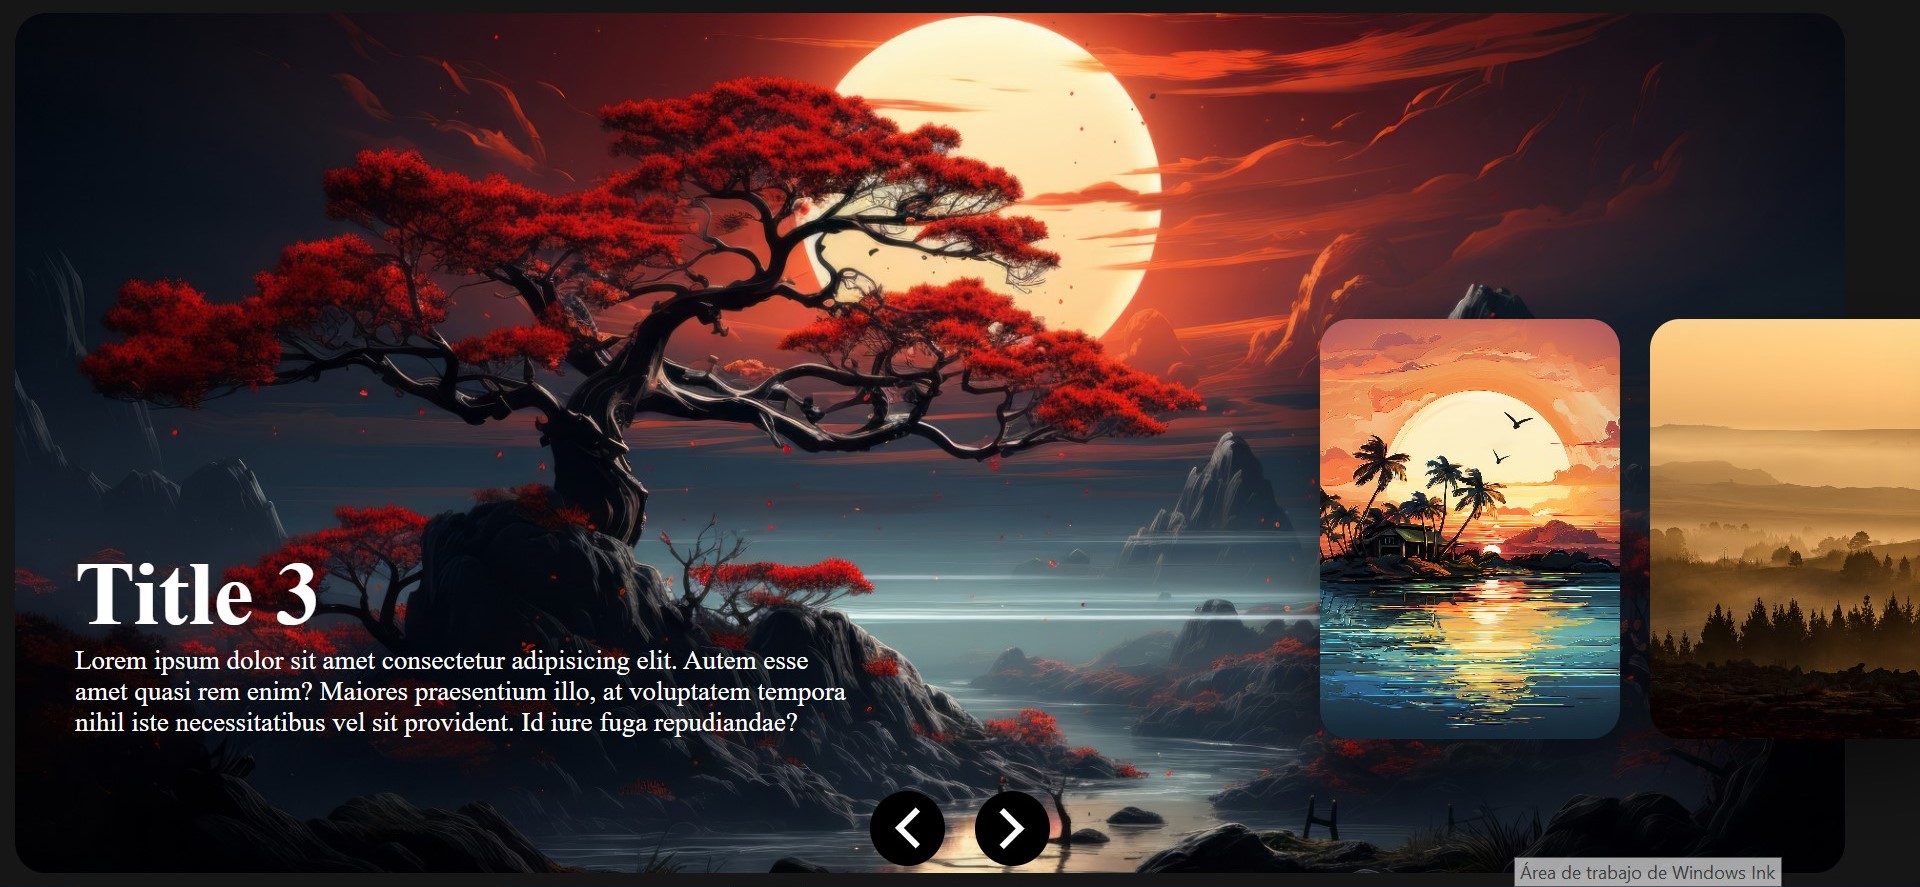 Title 3
Lorem ipsum dolor sit amet consectetur adipisicing elit. Autem esse
amet quasi rem enim? Maiores praesentium illo, at voluptatem tempora
nihil iste necessitatibus vel sit provident. Id iure fuga repudiandae?
Área de trabajo de Windows Ink